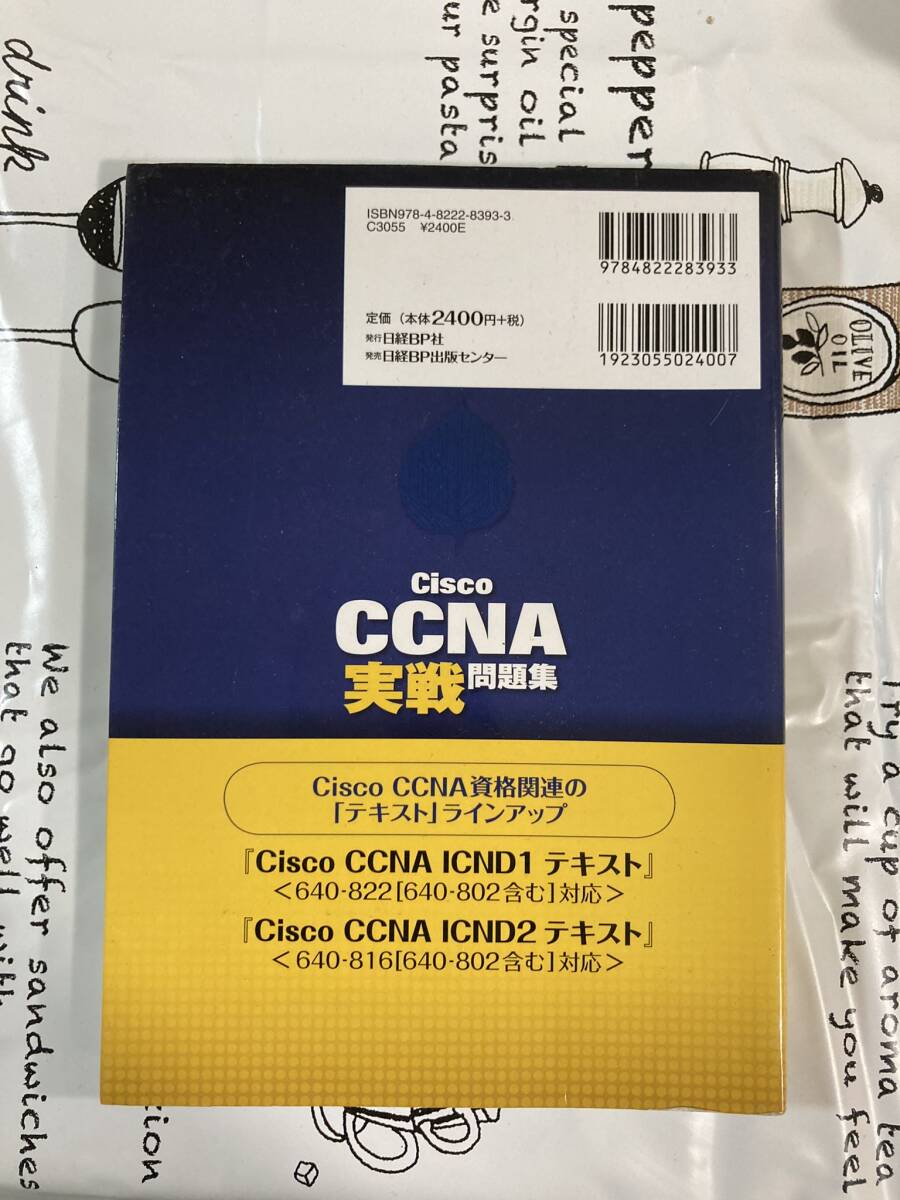 drink
pepper
special
rgin oil
e surpris
ur pasta
OLIVE
OIL
ISBN978-4-8222-8393-3
C3055 ¥2400E
9784822283933
定価（本体2400円+税）
発行 日経BP社
発売 日経BP出版センター
1923055024007
Cisco
CCNA
実戦問題集
Cisco CCNA資格関連の
「テキスト」ラインアップ
『Cisco CCNA ICND1 テキスト』
＜640-822[640-802含む]対応＞
『Cisco CCNA ICND2 テキスト』
＜640-816[640-802含む]対応＞
We also offer sandwiches
that go well with
tion
Try a cup of aroma tea
that will make you feel